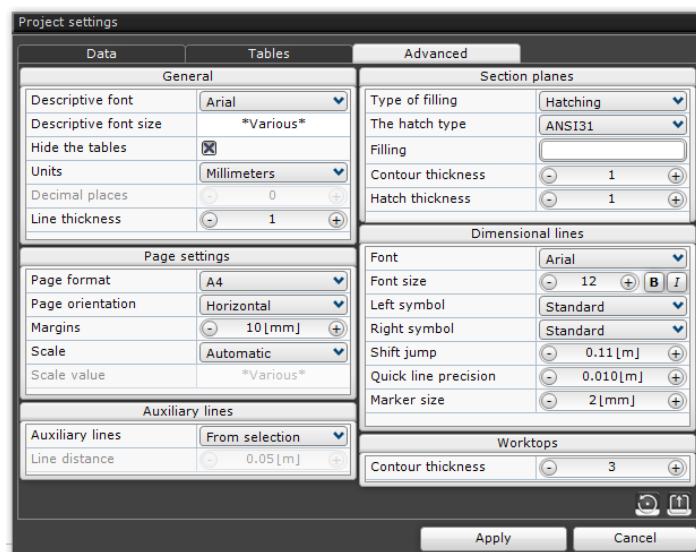 Project settings
Data Tables Advanced
General
Descriptive font Arial
Descriptive font size *Various*
Hide the tables
Units Millimeters
Decimal places 0
Line thickness 1
Page settings
Page format A4
Page orientation Horizontal
Margins 10[mm]
Scale Automatic
Scale value *Various*
Auxiliary lines
Auxiliary lines From selection
Line distance 0.05[m]
Section planes
Type of filling Hatching
The hatch type ANSI31
Filling
Contour thickness 1
Hatch thickness 1
Dimensional lines
Font Arial
Font size 12 B I
Left symbol Standard
Right symbol Standard
Shift jump 0.11[m]
Quick line precision 0.010[m]
Marker size 2[mm]
Worktops
Contour thickness 3
Apply Cancel